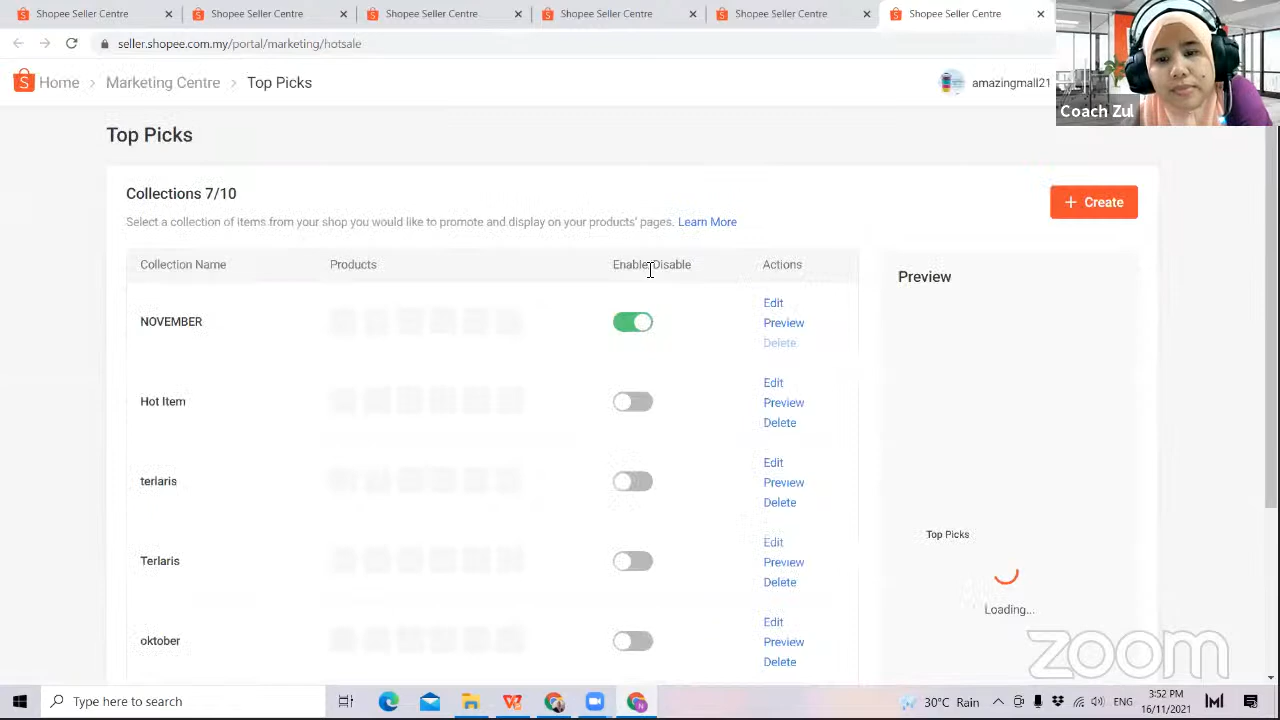 Shopee Seller Centre
Shopee Seller Centre
Shopee Seller Centre
Shopee Seller Centre
Shopee Seller Centre
Shopee Seller Centre
seller.shopee.com.my/portal/marketing/hotsale
Home > Marketing Centre > Top Picks
amazingmall21
Coach Zul
Top Picks
Collections 7/10
+ Create
Select a collection of items from your shop you would like to promote and display on your products' pages. Learn More
Collection Name Products Enable/Disable Actions
Preview
NOVEMBER
Edit
Preview
Delete
Hot Item
Edit
Preview
Delete
terlaris
Edit
Preview
Delete
Terlaris
Edit
Preview
Delete
oktober
Edit
Preview
Delete
Top Picks
Loading...
zoom
Type here to search
30°C Rain
ENG
3:52 PM
16/11/2021